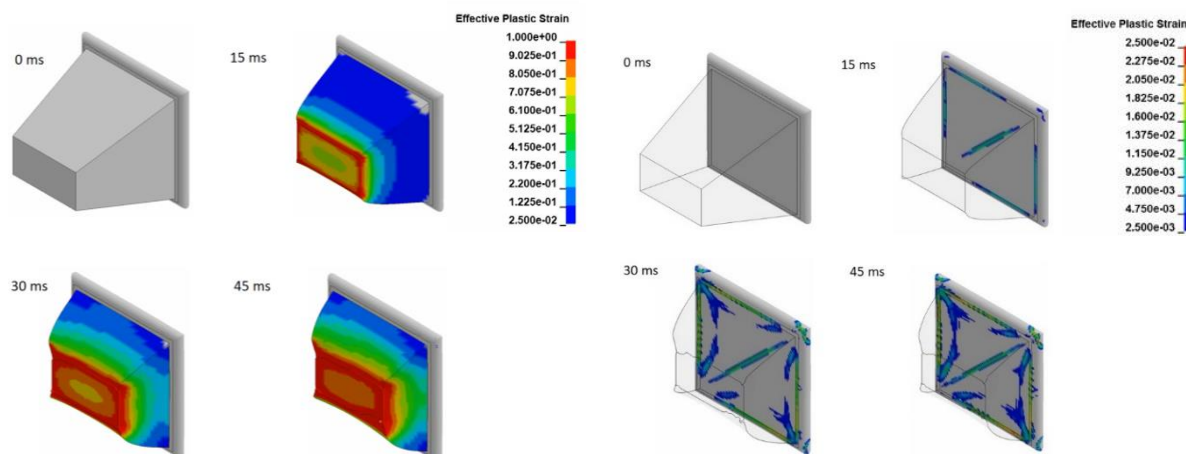 Effective Plastic Strain
1.000e+00
9.025e-01
8.050e-01
7.075e-01
6.100e-01
5.125e-01
4.150e-01
3.175e-01
2.200e-01
1.225e-01
2.500e-02
0 ms
15 ms
30 ms
45 ms
Effective Plastic Strain
2.500e-02
2.275e-02
2.050e-02
1.825e-02
1.600e-02
1.375e-02
1.150e-02
9.250e-03
7.000e-03
4.750e-03
2.500e-03
0 ms
15 ms
30 ms
45 ms